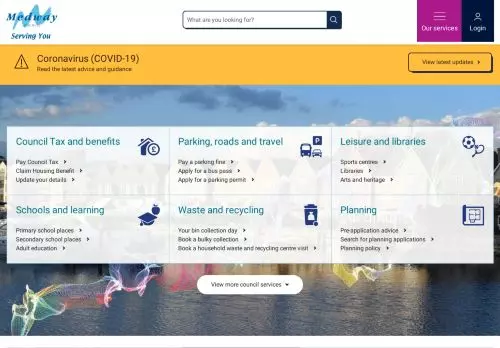 Medway
Serving You
What are you looking for?
Our services
Login
Coronavirus (COVID-19)
Read the latest advice and guidance
View latest updates
Council Tax and benefits
Pay Council Tax
Claim Housing Benefit
Update your details
Parking, roads and travel
Pay a parking fine
Apply for a bus pass
Apply for a parking permit
Leisure and libraries
Sports centres
Libraries
Arts and heritage
Schools and learning
Primary school places
Secondary school places
Adult education
Waste and recycling
Your bin collection day
Book a bulky collection
Book a household waste and recycling centre visit
Planning
Pre-application advice
Search for planning applications
Planning policy
View more council services